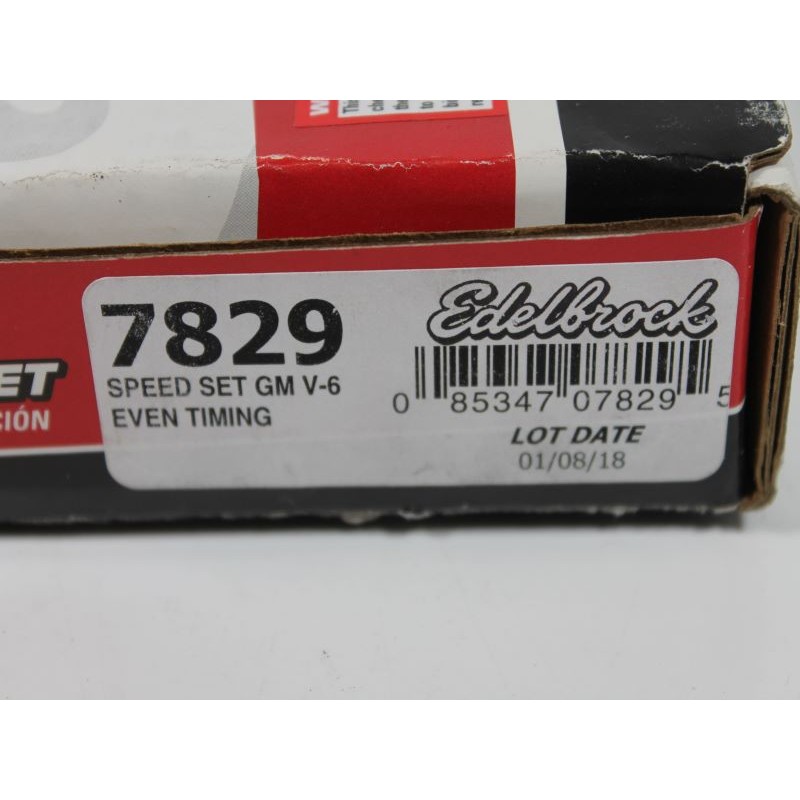 7829
SPEED SET GM V-6
EVEN TIMING
Edelbrock
0 85347 07829 5
LOT DATE
01/08/18
ET
CIÓN